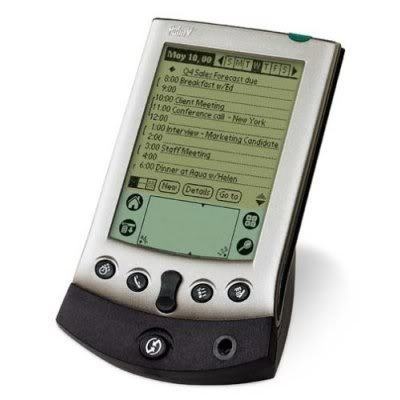 Palm V
May 10, 00 S M T W T F S
Q4 Sales Forecast due
8:00 Breakfast w/Ed
9:00
10:00 Client Meeting
11:00 Conference call - New York
12:00
1:00 Interview - Marketing Candidate
2:00
3:00 Staff Meeting
4:00
6:00 Dinner at Aqua w/Helen
New Details Go to